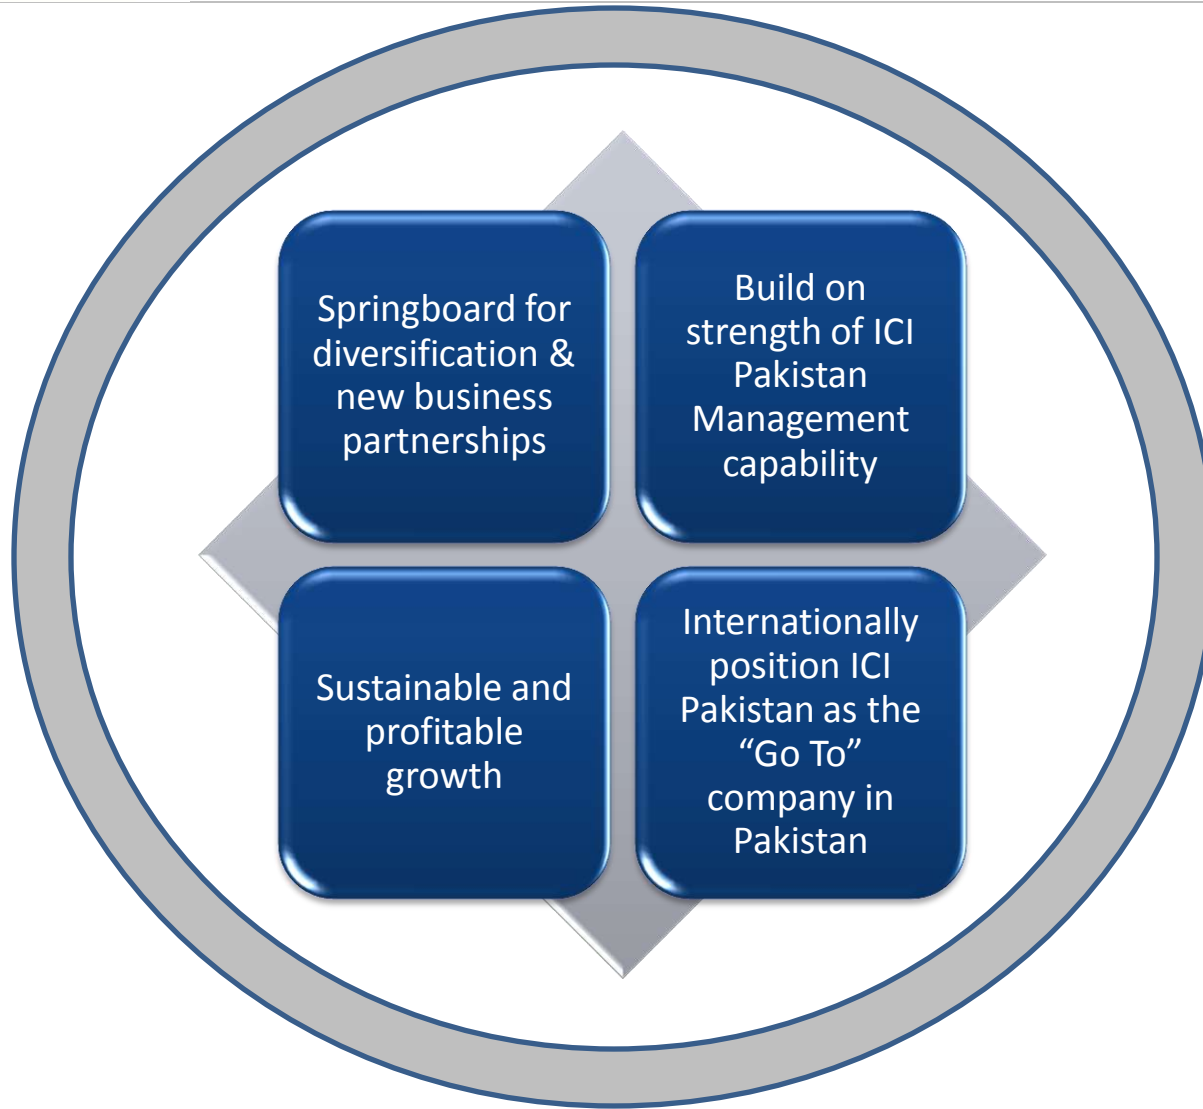 Springboard for
diversification &
new business
partnerships
Build on
strength of ICI
Pakistan
Management
capability
Sustainable and
profitable
growth
Internationally
position ICI
Pakistan as the
“Go To”
company in
Pakistan